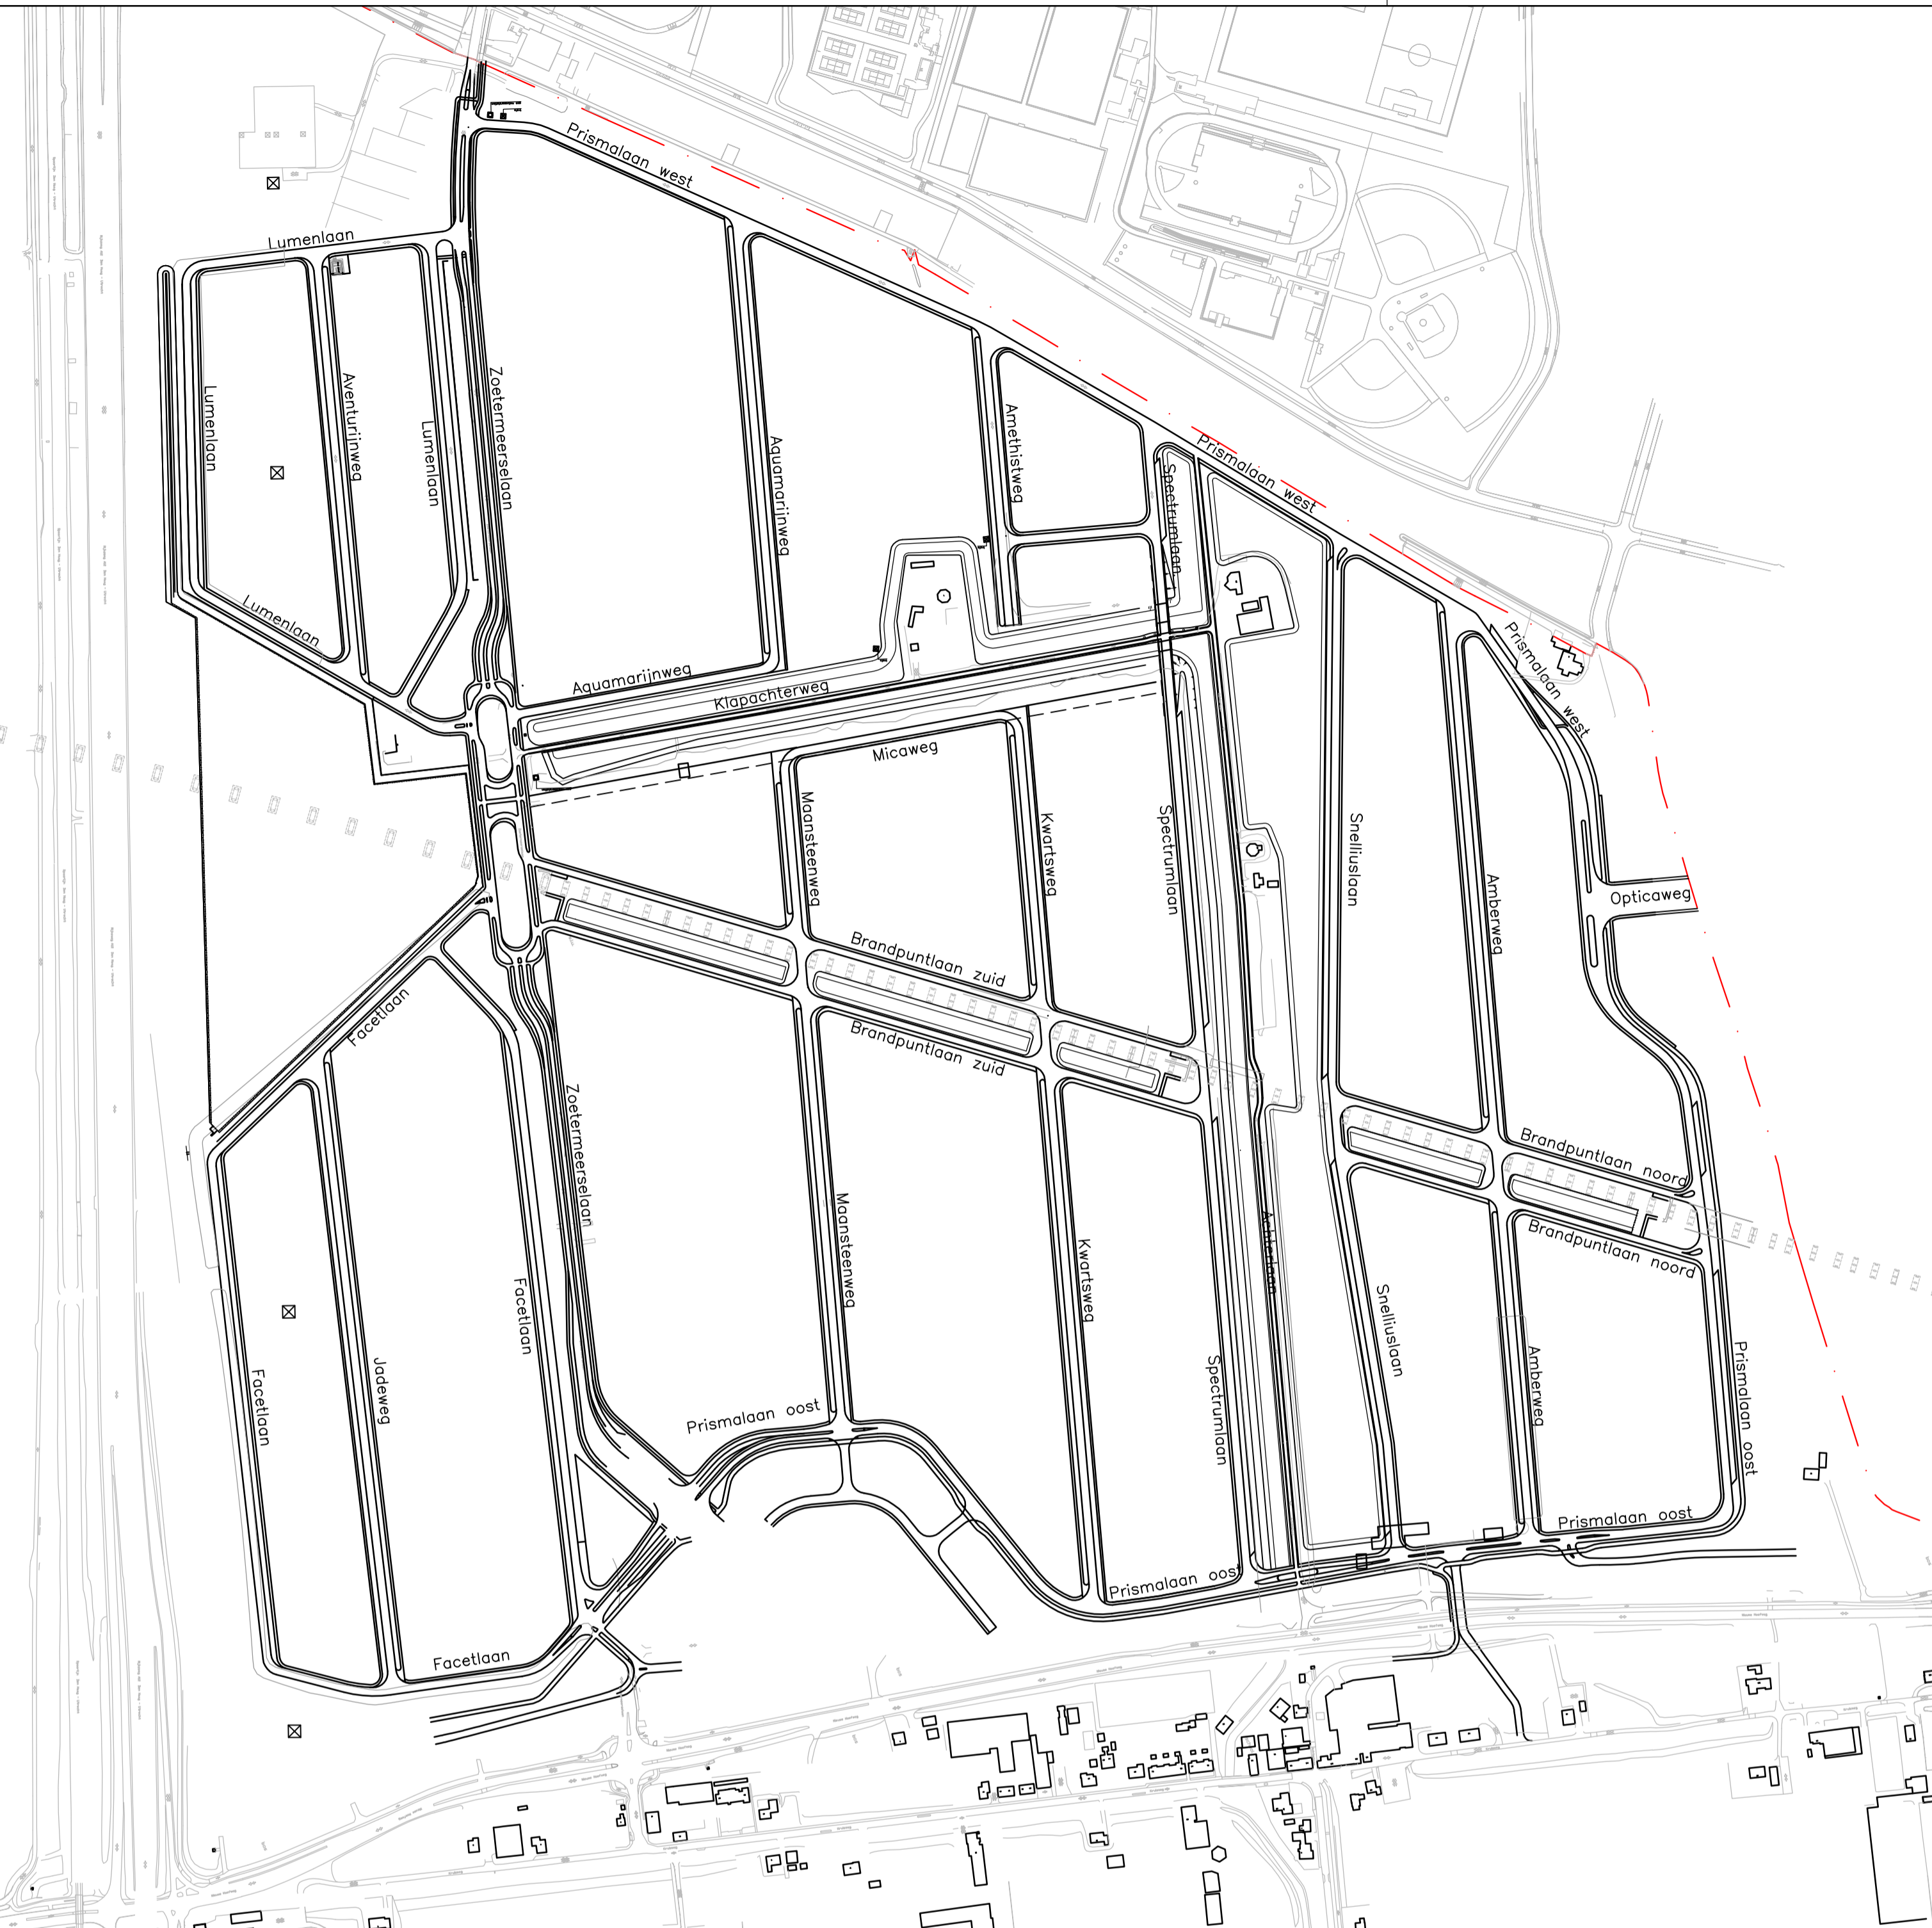 Prismalaan west
Lumenlaan
Lumenlaan
Aventurijnweg
Lumenlaan
Zoetermeerselaan
Aquamarijnweg
Amethistweg
Spectrumlaan
Prismalaan west
Lumenlaan
Aquamarijnweg
Klapachterweg
Micaweg
Prismalaan west
Maansteenweg
Kwartsweg
Spectrumlaan
Snelliuslaan
Amberweg
Opticaweg
Brandpuntlaan zuid
Brandpuntlaan zuid
Facetlaan
Zoetermeerselaan
Brandpuntlaan noord
Brandpuntlaan noord
Maansteenweg
Kwartsweg
Achterlaan
Facetlaan
Snelliuslaan
Facetlaan
Jadeweg
Prismalaan oost
Spectrumlaan
Amberweg
Prismalaan oost
Prismalaan oost
Prismalaan oost
Facetlaan